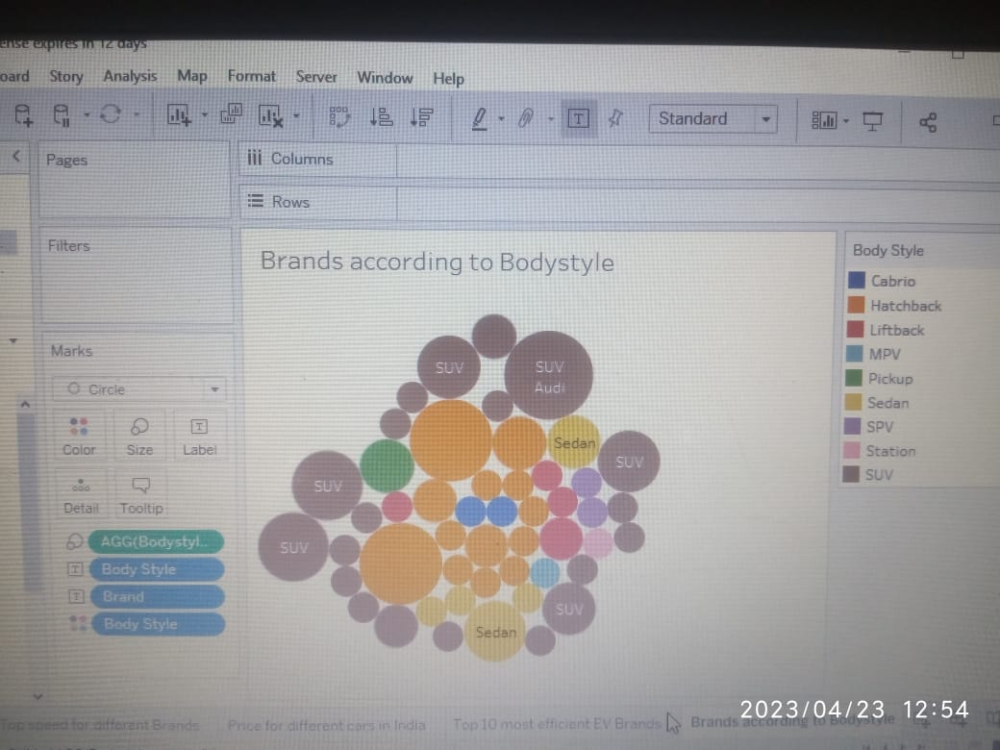 ense expires in 12 days
oard Story Analysis Map Format Server Window Help
Standard
Pages
Columns
Rows
Filters
Marks
Circle
Color Size Label
Detail Tooltip
AGG(Bodystyl..
Body Style
Brand
Body Style
Brands according to Bodystyle
SUV
SUV
Audi
Sedan
SUV
SUV
SUV
SUV
Sedan
Body Style
Cabrio
Hatchback
Liftback
MPV
Pickup
Sedan
SPV
Station
SUV
Top speed for different Brands Price for different cars in India Top 10 most efficient EV Brands Brands according to Bodystyle
2023/04/23 12:54